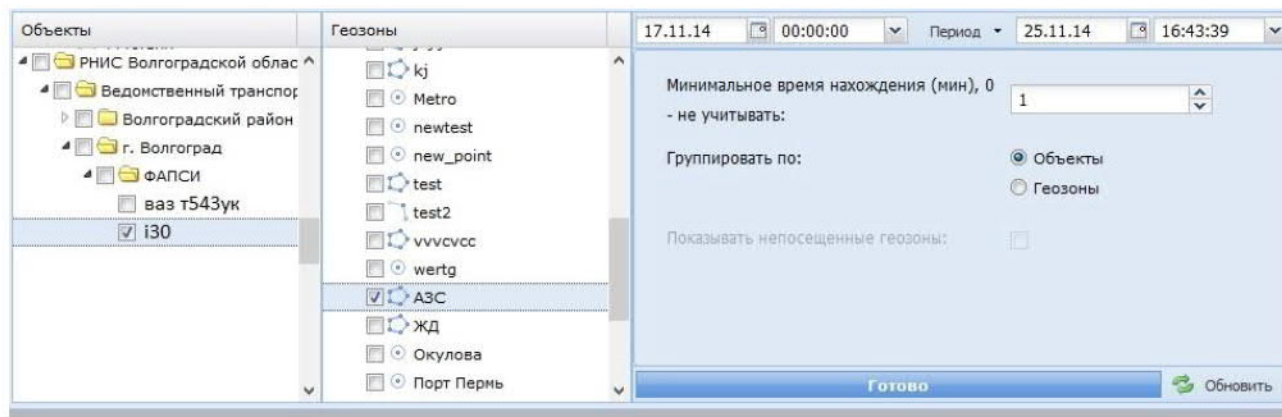 Объекты
РНИС Волгоградской облас
Ведомственный транспор
Волгоградский район
г. Волгоград
ФАПСИ
ваз т543ук
i30
Геозоны
kj
Metro
newtest
new_point
test
test2
vvvcvcc
wertg
АЗС
ЖД
Окулова
Порт Пермь
17.11.14 00:00:00 Период 25.11.14 16:43:39
Минимальное время нахождения (мин), 0
- не учитывать:
1
Группировать по:
Объекты
Геозоны
Показывать непосещенные геозоны:
Готово
Обновить